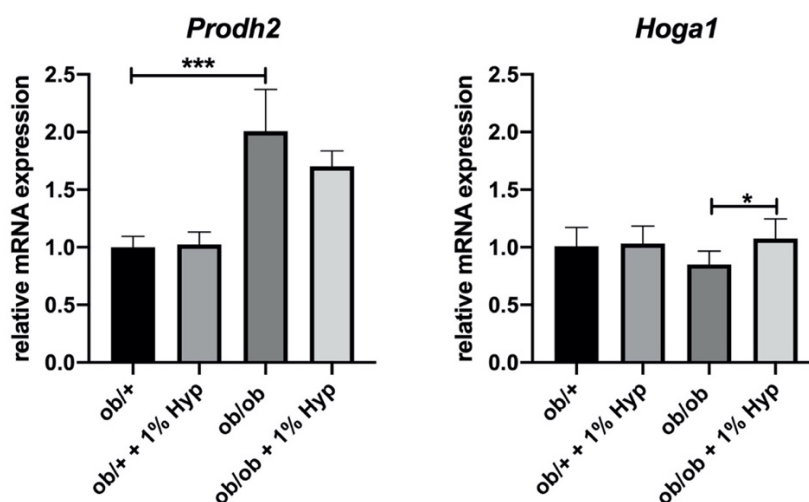 Prodh2
***
relative mRNA expression
2.5
2.0
1.5
1.0
0.5
0.0
ob/+
ob/+ + 1% Hyp
ob/ob
ob/ob + 1% Hyp
Hoga1
*
relative mRNA expression
2.5
2.0
1.5
1.0
0.5
0.0
ob/+
ob/+ + 1% Hyp
ob/ob
ob/ob + 1% Hyp